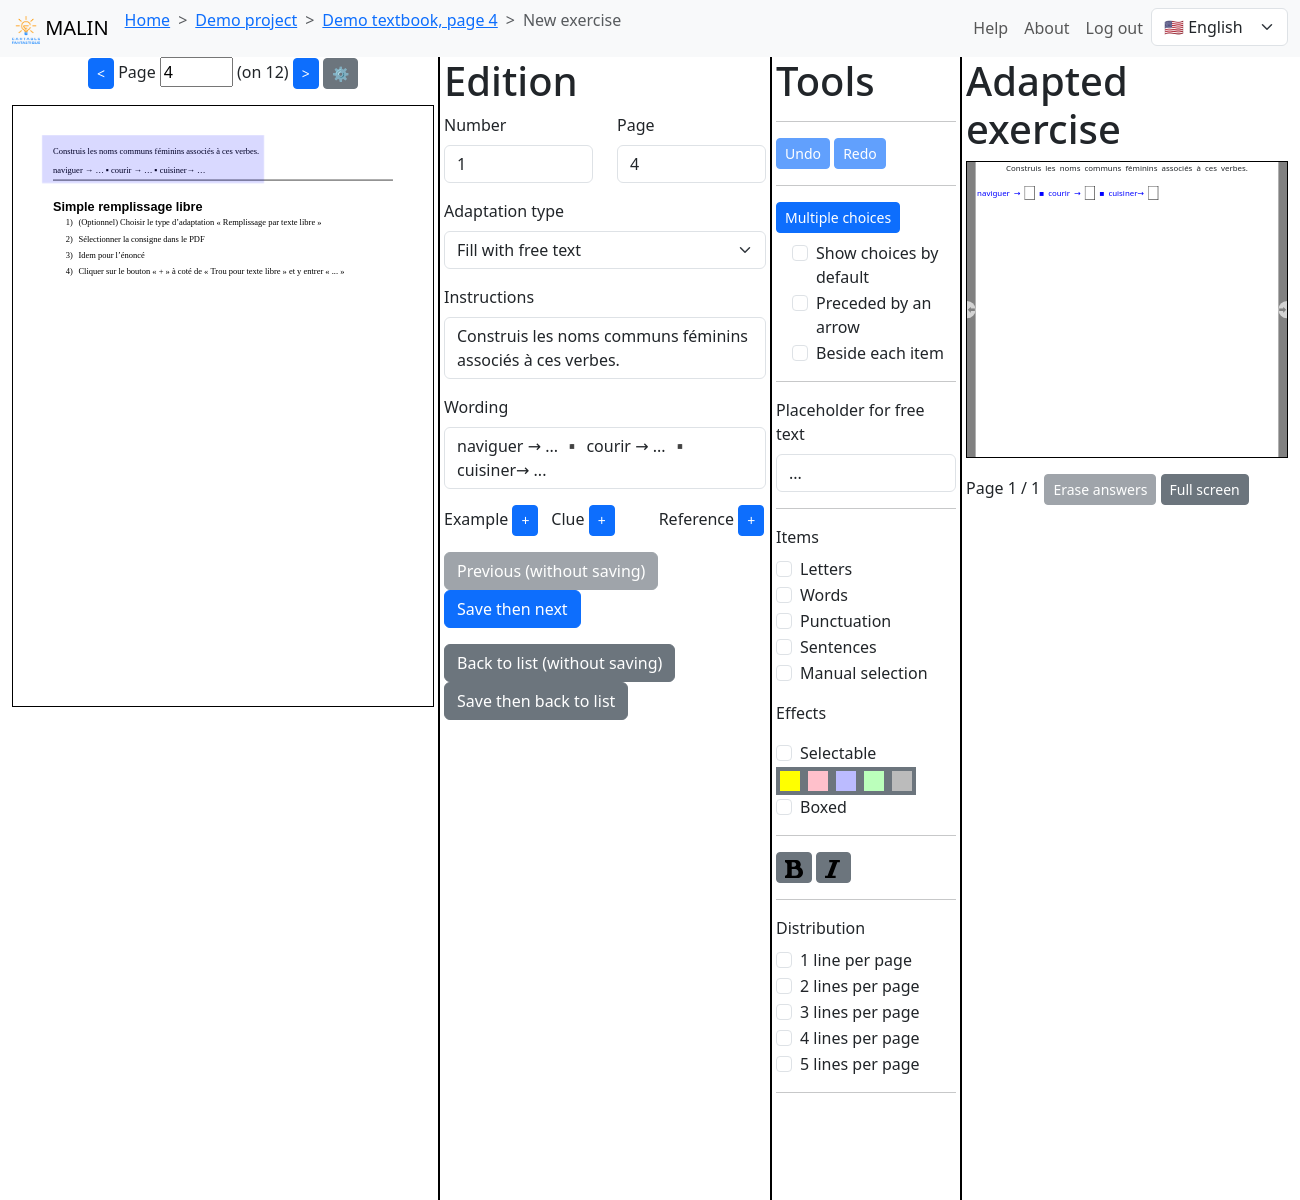 MALIN
Home > Demo project > Demo textbook, page 4 > New exercise
Help About Log out 🇺🇸 English
< Page 4 (on 12) > ⚙️
Construis les noms communs féminins associés à ces verbes.
naviguer → … ▪ courir → … ▪ cuisiner→ …
Simple remplissage libre
1) (Optionnel) Choisir le type d’adaptation « Remplissage par texte libre »
2) Sélectionner la consigne dans le PDF
3) Idem pour l’énoncé
4) Cliquer sur le bouton « + » à coté de « Trou pour texte libre » et y entrer « ... »
Edition
Number Page
1 4
Adaptation type
Fill with free text
Instructions
Construis les noms communs féminins
associés à ces verbes.
Wording
naviguer → … ▪ courir → … ▪
cuisiner→ …
Example + Clue + Reference +
Previous (without saving)
Save then next
Back to list (without saving)
Save then back to list
Tools
Undo Redo
Multiple choices
Show choices by
default
Preceded by an
arrow
Beside each item
Placeholder for free
text
...
Items
Letters
Words
Punctuation
Sentences
Manual selection
Effects
Selectable
Boxed
B I
Distribution
1 line per page
2 lines per page
3 lines per page
4 lines per page
5 lines per page
Adapted
exercise
Construis les noms communs féminins associés à ces verbes.
naviguer → ▪ courir → ▪ cuisiner→
Page 1 / 1 Erase answers Full screen